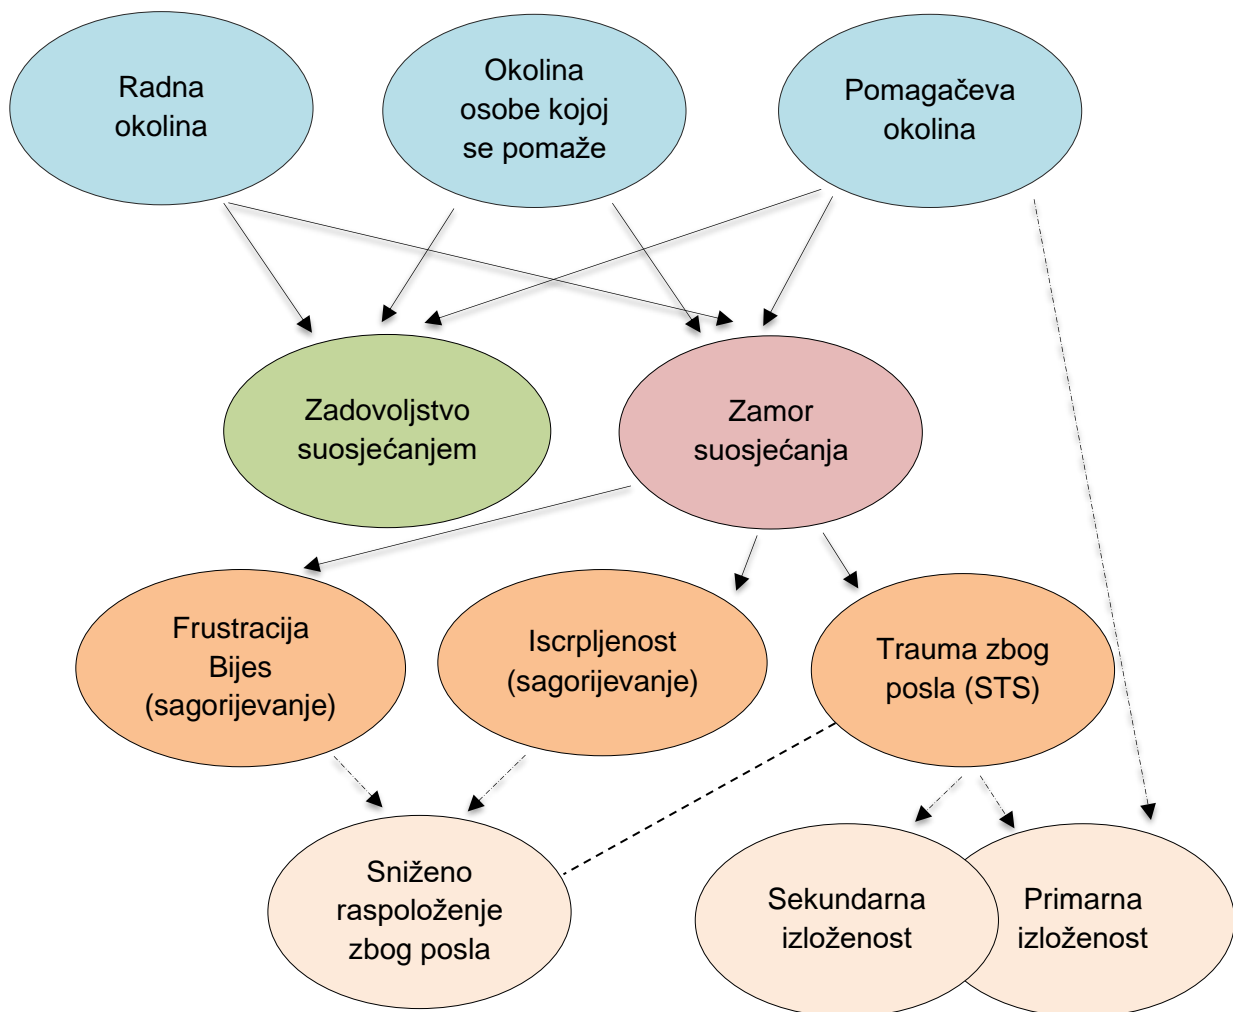 Radna
okolina
Okolina
osobe kojoj
se pomaže
Pomagačeva
okolina
Zadovoljstvo
suosjećanjem
Zamor
suosjećanja
Frustracija
Bijes
(sagorijevanje)
Iscrpljenost
(sagorijevanje)
Trauma zbog
posla (STS)
Sniženo
raspoloženje
zbog posla
Sekundarna
izloženost
Primarna
izloženost